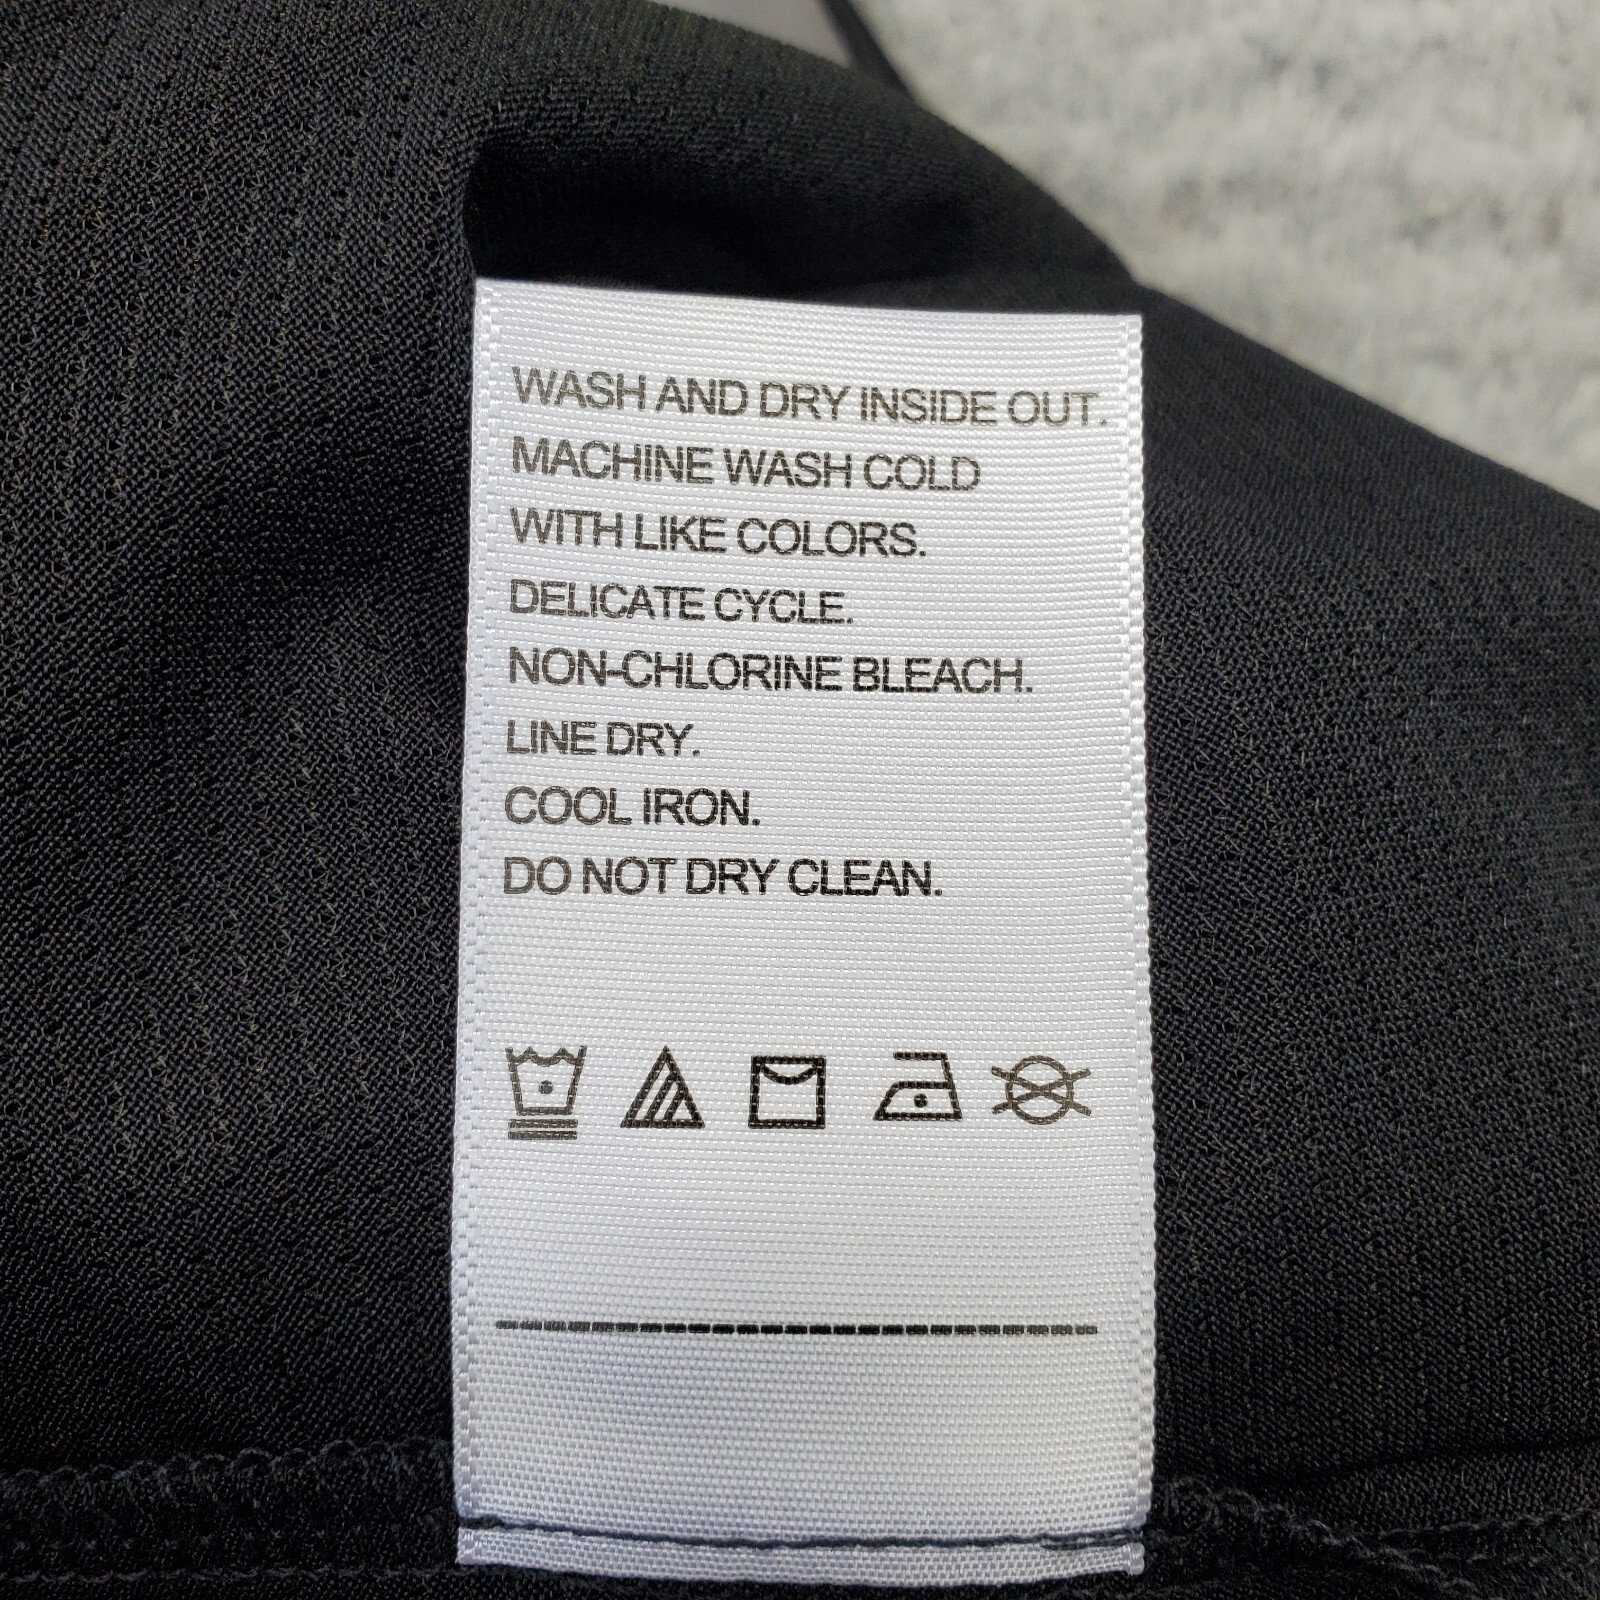 WASH AND DRY INSIDE OUT.
MACHINE WASH COLD
WITH LIKE COLORS.
DELICATE CYCLE.
NON-CHLORINE BLEACH.
LINE DRY.
COOL IRON.
DO NOT DRY CLEAN.